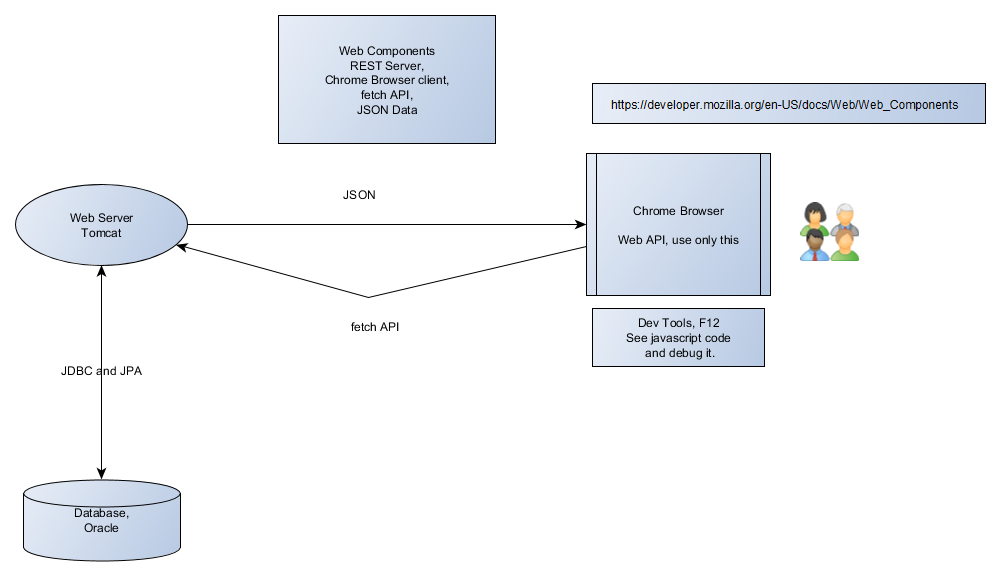 Web Components
REST Server,
Chrome Browser client,
fetch API,
JSON Data
https://developer.mozilla.org/en-US/docs/Web/Web_Components
JSON
Web Server
Tomcat
Chrome Browser
Web API, use only this
fetch API
Dev Tools, F12
See javascript code
and debug it.
JDBC and JPA
Database,
Oracle